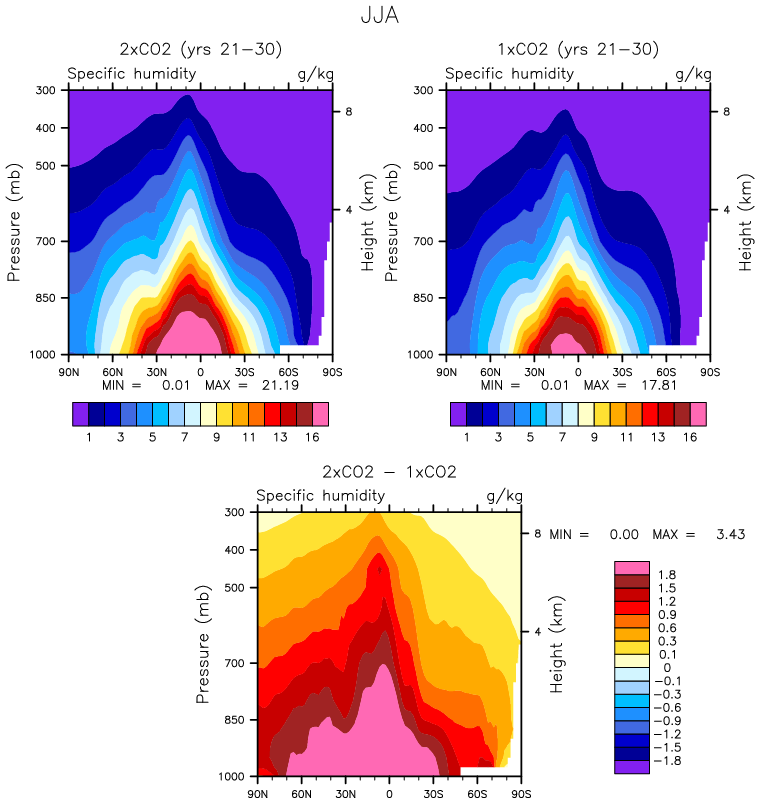 JJA
2xCO2 (yrs 21-30)
Specific humidity g/kg
300
400
500
700
850
1000
Pressure (mb)
8
4
Height (km)
90N 60N 30N 0 30S 60S 90S
MIN = 0.01 MAX = 21.19
1 3 5 7 9 11 13 16
1xCO2 (yrs 21-30)
Specific humidity g/kg
300
400
500
700
850
1000
Pressure (mb)
8
4
Height (km)
90N 60N 30N 0 30S 60S 90S
MIN = 0.01 MAX = 17.81
1 3 5 7 9 11 13 16
2xCO2 - 1xCO2
Specific humidity g/kg
300
400
500
700
850
1000
Pressure (mb)
8
4
Height (km)
90N 60N 30N 0 30S 60S 90S
MIN = 0.00 MAX = 3.43
1.8
1.5
1.2
0.9
0.6
0.3
0.1
0
-0.1
-0.3
-0.6
-0.9
-1.2
-1.5
-1.8